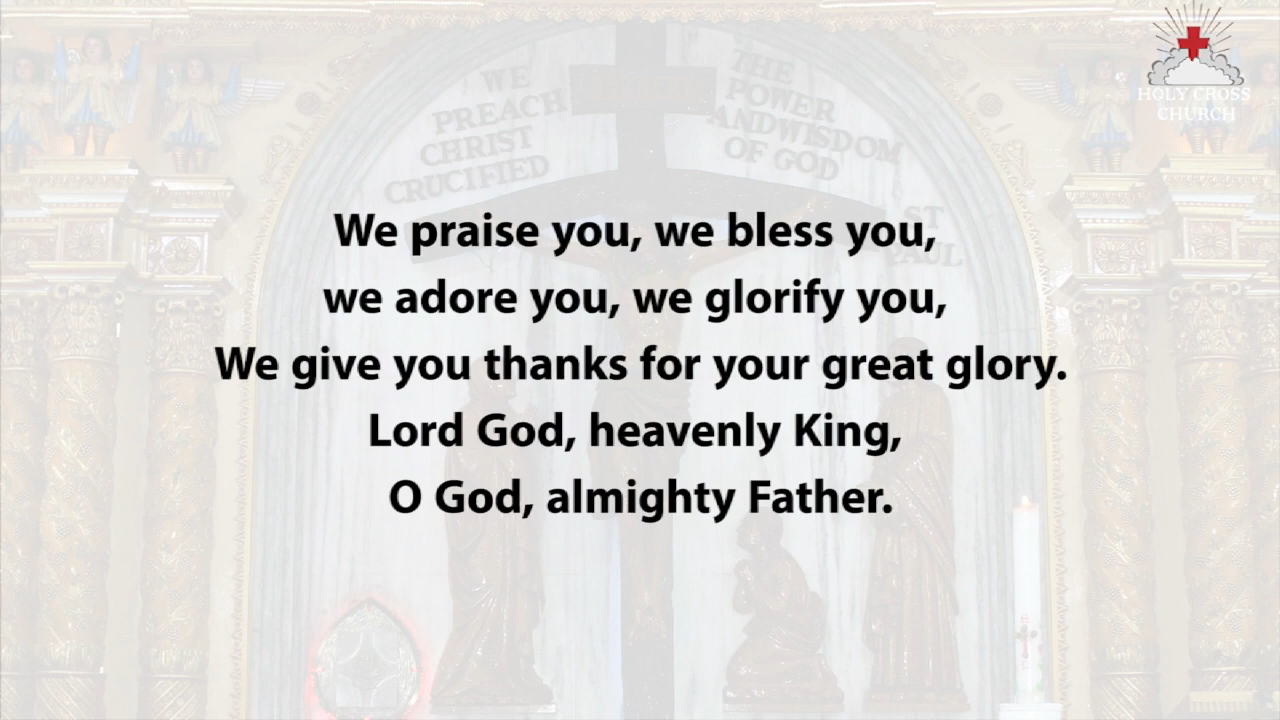 WE
PREACH
CHRIST
CRUCIFIED
THE
POWER
ANDWISDOM
OF GOD
ST
PAUL
HOLY CROSS
CHURCH
We praise you, we bless you,
we adore you, we glorify you,
We give you thanks for your great glory.
Lord God, heavenly King,
O God, almighty Father.